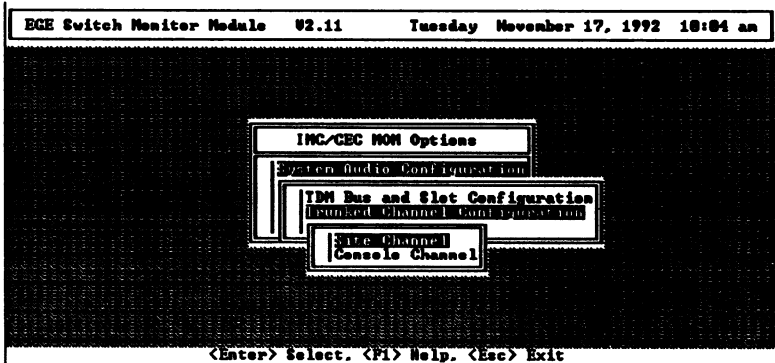 EGE Switch Monitor Module V2.11 Tuesday November 17, 1992 10:04 am
IMC/CEC MOM Options
System Audio Configuration
TDM Bus and Slot Configuration
Trunked Channel Configuration
Site Channel
Console Channel
<Enter> Select, <F1> Help, <Esc> Exit